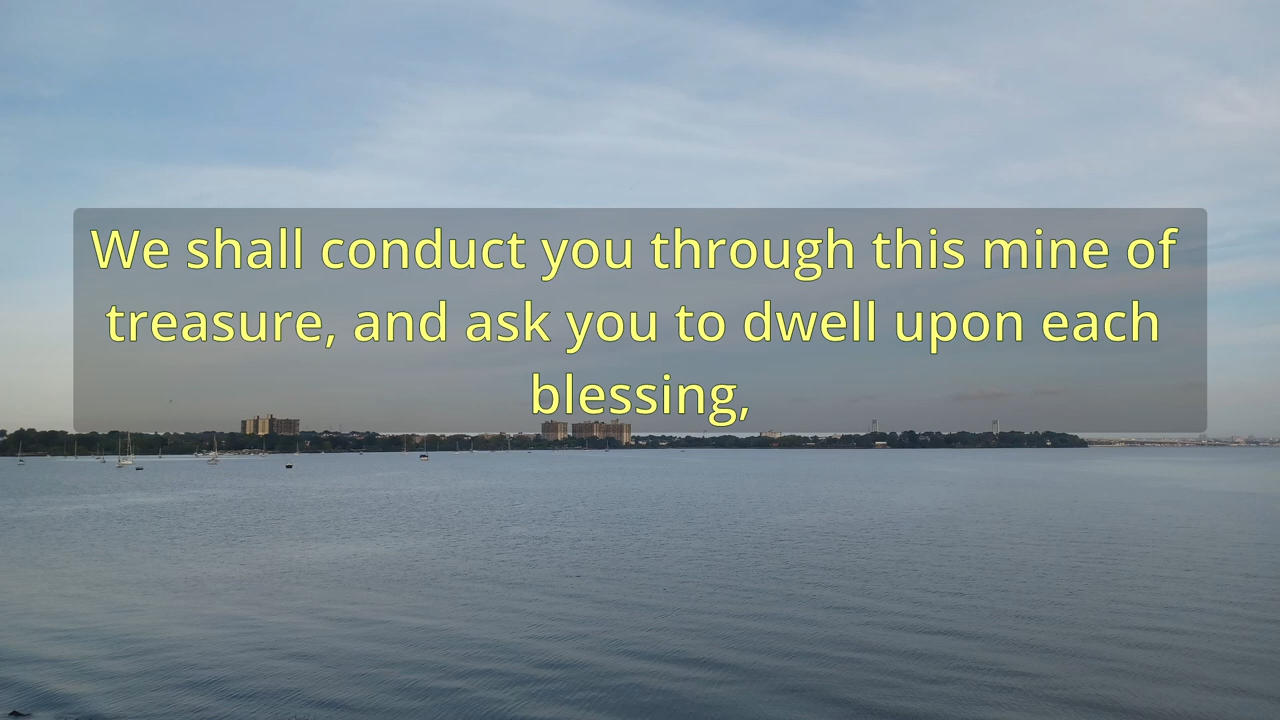 We shall conduct you through this mine of
treasure, and ask you to dwell upon each
blessing,